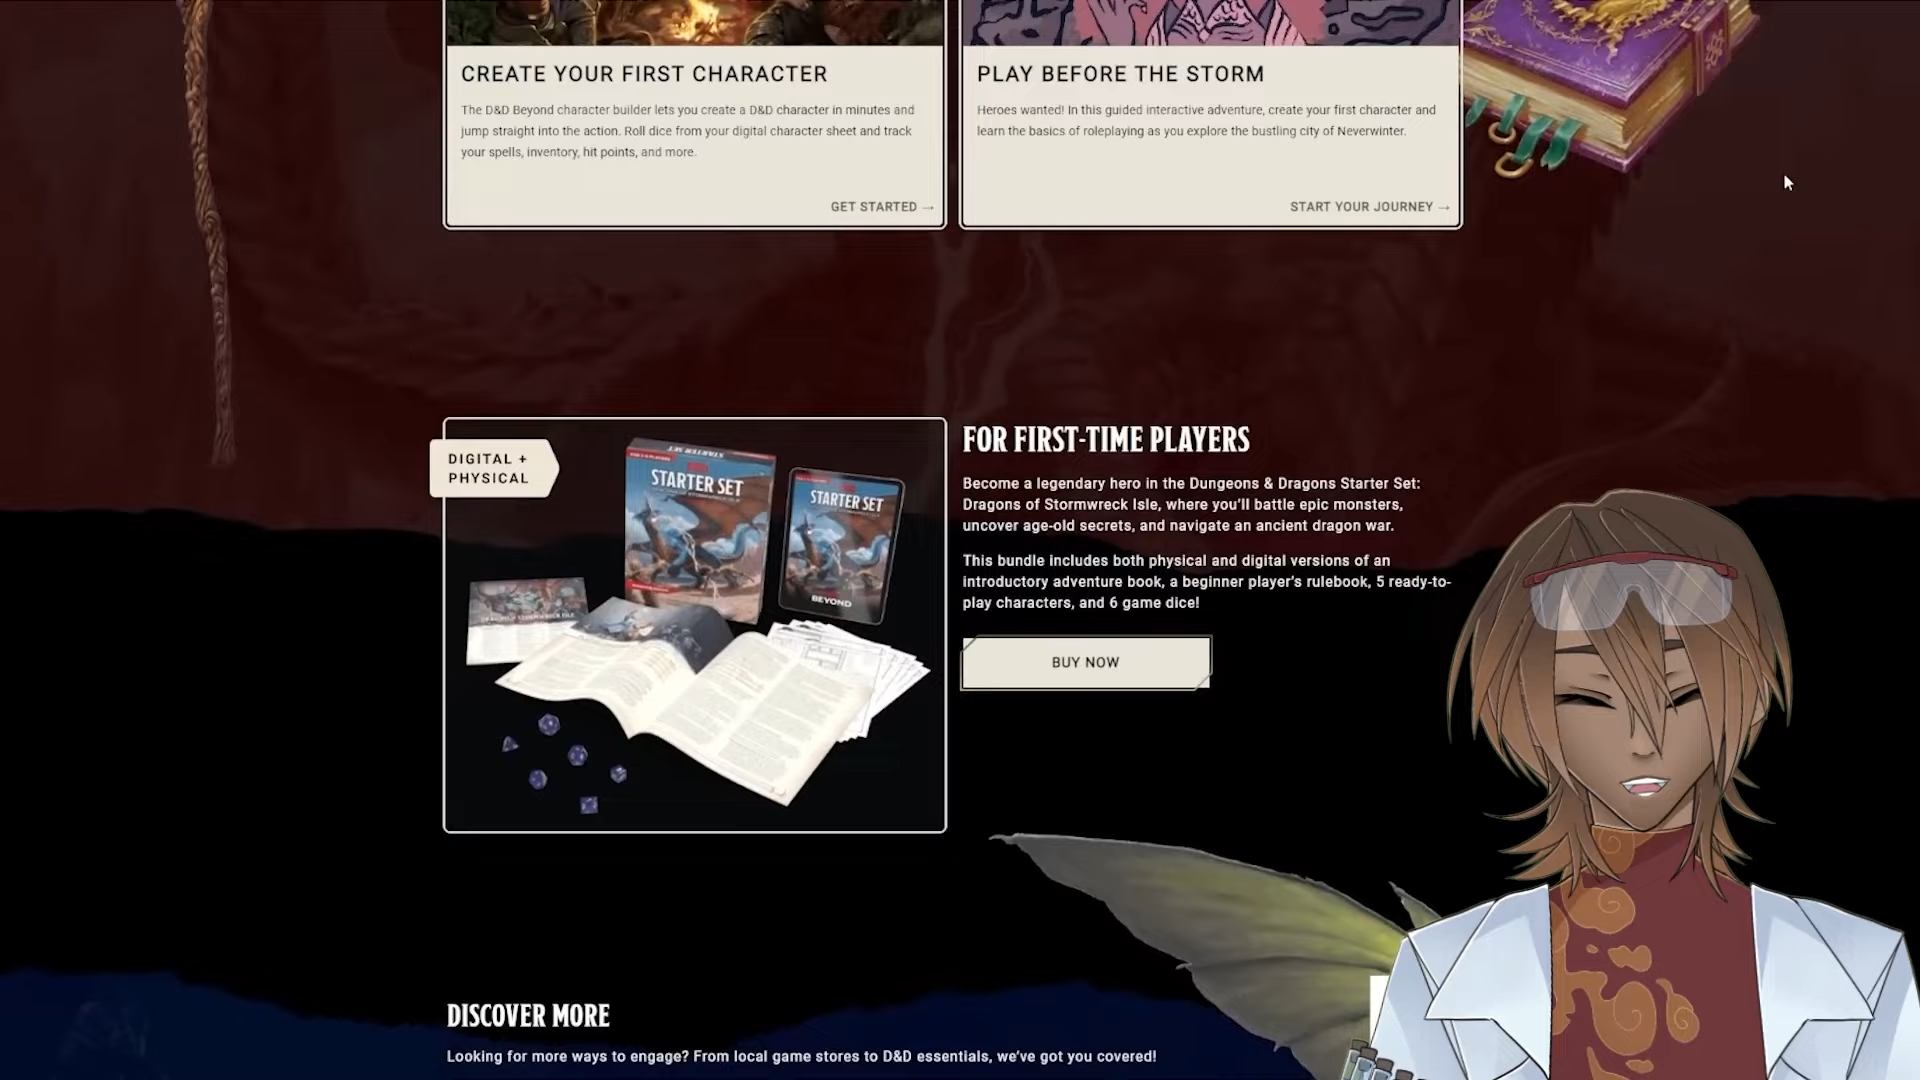 CREATE YOUR FIRST CHARACTER
The D&D Beyond character builder lets you create a D&D character in minutes and
jump straight into the action. Roll dice from your digital character sheet and track
your spells, inventory, hit points, and more.
GET STARTED →
PLAY BEFORE THE STORM
Heroes wanted! In this guided interactive adventure, create your first character and
learn the basics of roleplaying as you explore the bustling city of Neverwinter.
START YOUR JOURNEY →
DIGITAL +
PHYSICAL
STARTER SET
STARTER SET
STARTER SET
BEYOND
FOR FIRST-TIME PLAYERS
Become a legendary hero in the Dungeons & Dragons Starter Set:
Dragons of Stormwreck Isle, where you'll battle epic monsters,
uncover age-old secrets, and navigate an ancient dragon war.
This bundle includes both physical and digital versions of an
introductory adventure book, a beginner player's rulebook, 5 ready-to-
play characters, and 6 game dice!
BUY NOW
DISCOVER MORE
Looking for more ways to engage? From local game stores to D&D essentials, we've got you covered!